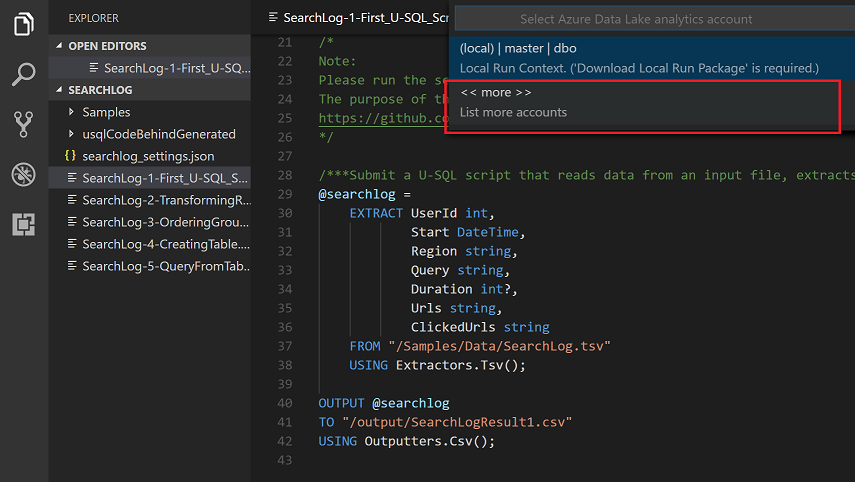 EXPLORER
OPEN EDITORS
SearchLog-1-First_U-SQ...
SEARCHLOG
Samples
usqlCodeBehindGenerated
{} searchlog_settings.json
SearchLog-1-First_U-SQL_S...
SearchLog-2-TransformingR...
SearchLog-3-OrderingGrou...
SearchLog-4-CreatingTable....
SearchLog-5-QueryFromTab...
SearchLog-1-First_U-SQL_Scr
Select Azure Data Lake analytics account
(local) | master | dbo
Local Run Context. ('Download Local Run Package' is required.)
<< more >>
List more accounts
21 /*
22 Note:
23 Please run the sc
24 The purpose of th
25 https://github.co
26 */
27
28 /***Submit a U-SQL script that reads data from an input file, extracts
29 @searchlog =
30 EXTRACT UserId int,
31 Start DateTime,
32 Region string,
33 Query string,
34 Duration int?,
35 Urls string,
36 ClickedUrls string
37 FROM "/Samples/Data/SearchLog.tsv"
38 USING Extractors.Tsv();
39
40 OUTPUT @searchlog
41 TO "/output/SearchLogResult1.csv"
42 USING Outputters.Csv();
43